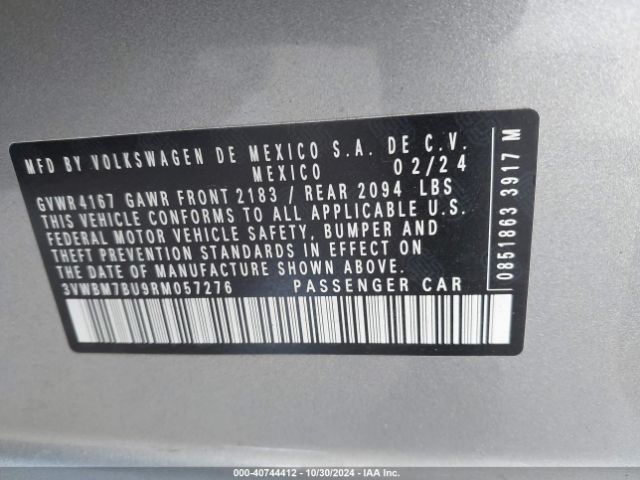 MFD BY VOLKSWAGEN DE MEXICO S.A. DE C.V.
MEXICO 02/24
GVWR 4167 GAWR FRONT 2183 / REAR 2094 LBS
THIS VEHICLE CONFORMS TO ALL APPLICABLE U.S.
FEDERAL MOTOR VEHICLE SAFETY, BUMPER AND
THEFT PREVENTION STANDARDS IN EFFECT ON
THE DATE OF MANUFACTURE SHOWN ABOVE.
3VWBM7BU9RM057276 PASSENGER CAR
0851863 3917 M
000-40744412 - 10/30/2024 - IAA Inc.